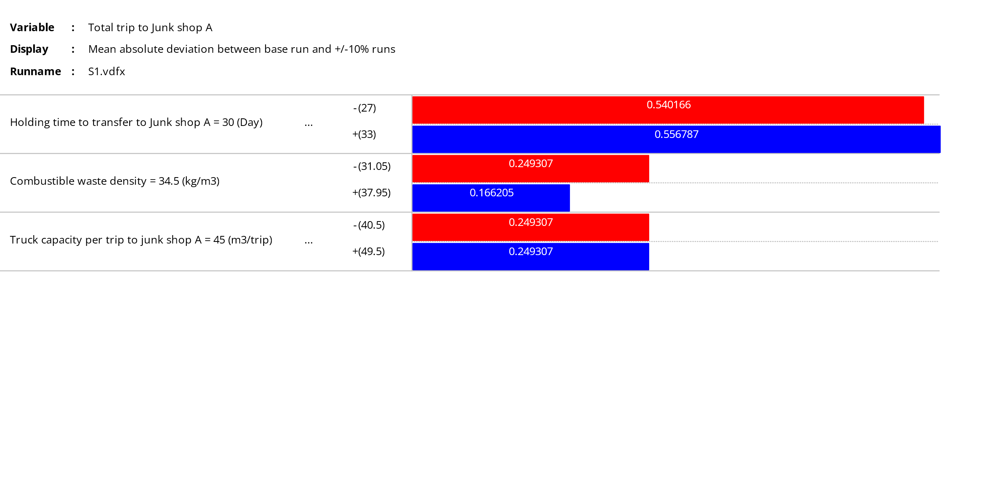 Variable : Total trip to Junk shop A
Display : Mean absolute deviation between base run and +/-10% runs
Runname : S1.vdfx
-(27) 0.540166
Holding time to transfer to Junk shop A = 30 (Day) ...
+(33) 0.556787
-(31.05) 0.249307
Combustible waste density = 34.5 (kg/m3)
+(37.95) 0.166205
-(40.5) 0.249307
Truck capacity per trip to junk shop A = 45 (m3/trip) ...
+(49.5) 0.249307